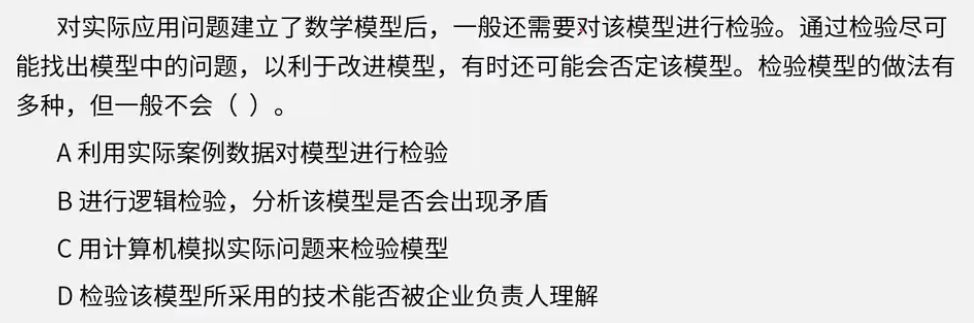 对实际应用问题建立了数学模型后，一般还需要对该模型进行检验。通过检验尽可
能找出模型中的问题，以利于改进模型，有时还可能会否定该模型。检验模型的做法有
多种，但一般不会（ ）。
A 利用实际案例数据对模型进行检验
B 进行逻辑检验，分析该模型是否会出现矛盾
C 用计算机模拟实际问题来检验模型
D 检验该模型所采用的技术能否被企业负责人理解